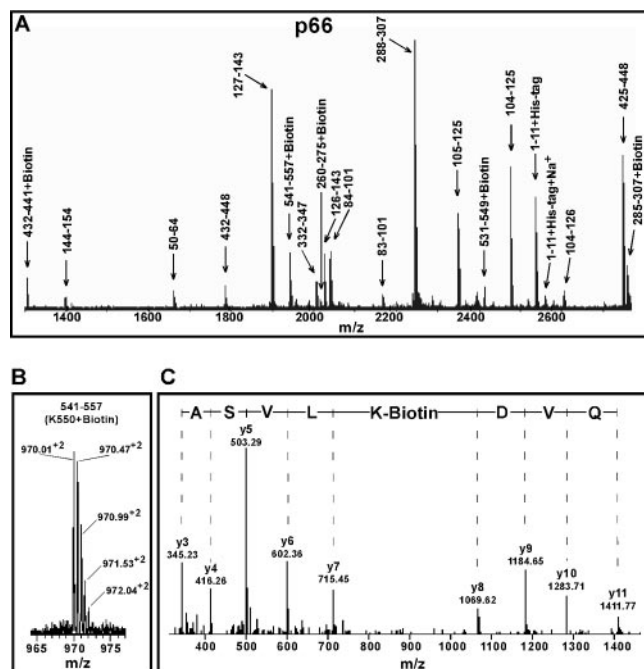 A
p66
432-441+Biotin
144-154
50-64
432-448
127-143
541-557+Biotin
332-347
260-275+Biotin
126-143
84-101
83-101
288-307
105-125
531-549+Biotin
104-125
1-11+His-tag
1-11+His-tag+Na⁺
104-126
425-448
285-307+Biotin
1400 1600 1800 2000 2200 2400 2600
m/z
B
541-557
(K550+Biotin)
970.01⁺²
970.47⁺²
970.99⁺²
971.53⁺²
972.04⁺²
965 970 975
m/z
C
A S V L K-Biotin D V Q
y3
345.23
y4
416.26
y5
503.29
y6
602.36
y7
715.45
y8
1069.62
y9
1184.65
y10
1283.71
y11
1411.77
400 500 600 700 800 900 1000 1100 1200 1300 1400
m/z